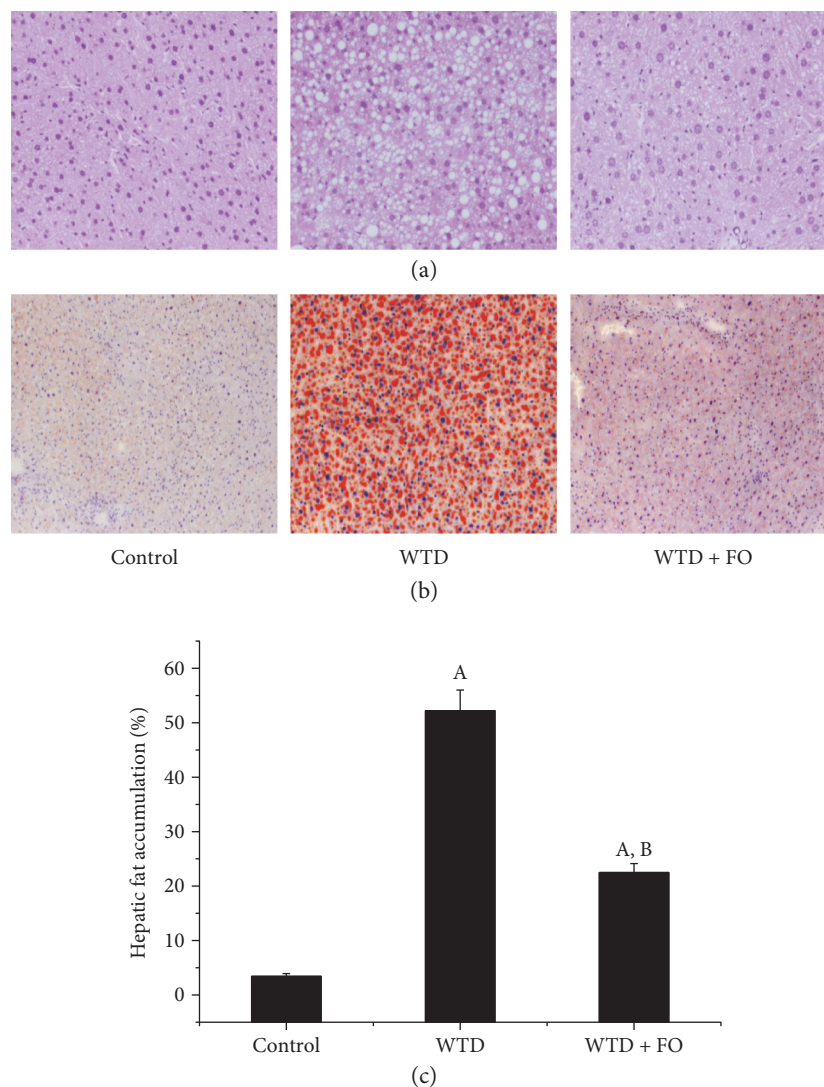 (a)
Control WTD WTD + FO
(b)
Hepatic fat accumulation (%)
60
50
40
30
20
10
0
A
A, B
Control WTD WTD + FO
(c)